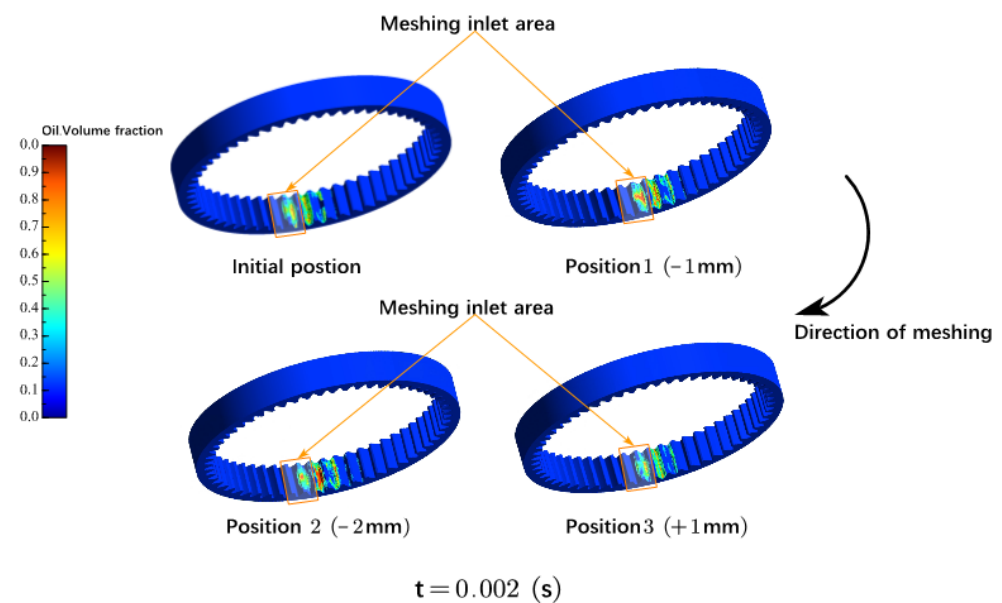 Meshing inlet area
Oil.Volume fraction
0.0
0.9
0.8
0.7
0.6
0.5
0.4
0.3
0.2
0.1
0.0
Initial postion
Position1 (-1mm)
Meshing inlet area
Direction of meshing
Position 2 (-2mm)
Position3 (+1mm)
t=0.002 (s)